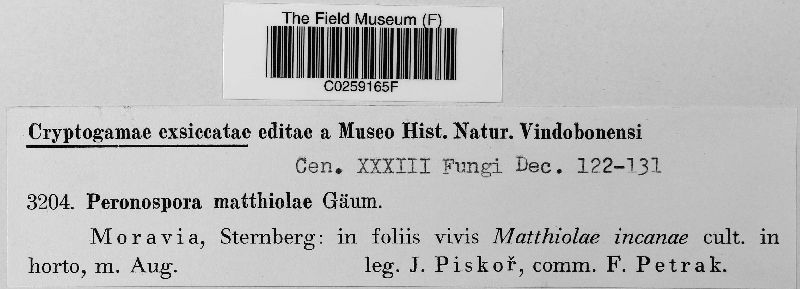 The Field Museum (F)
C0259165F
Cryptogamae exsiccatae editae a Museo Hist. Natur. Vindobonensi
Cen. XXXIII Fungi Dec. 122-131
3204. Peronospora matthiolae Gäum.
Moravia, Sternberg: in foliis vivis Matthiolae incanae cult. in
horto, m. Aug. leg. J. Piskoř, comm. F. Petrak.